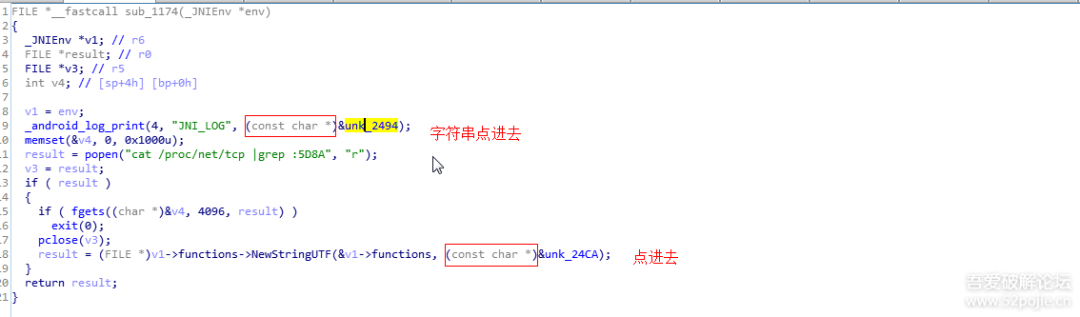 1 FILE *__fastcall sub_1174(_JNIEnv *env)
2 {
3 _JNIEnv *v1; // r6
4 FILE *result; // r0
5 FILE *v3; // r5
6 int v4; // [sp+4h] [bp+0h]
7
8 v1 = env;
9 _android_log_print(4, "JNI_LOG", (const char *)&unk_2494);
字符串点进去
10 memset(&v4, 0, 0x1000u);
11 result = popen("cat /proc/net/tcp |grep :5D8A", "r");
12 v3 = result;
13 if ( result )
14 {
15 if ( fgets((char *)&v4, 4096, result) )
16 exit(0);
17 pclose(v3);
18 result = (FILE *)v1->functions->NewStringUTF(&v1->functions, (const char *)&unk_24CA);
点进去
19 }
20 return result;
21 }
吾爱破解论坛
www.52pojie.cn